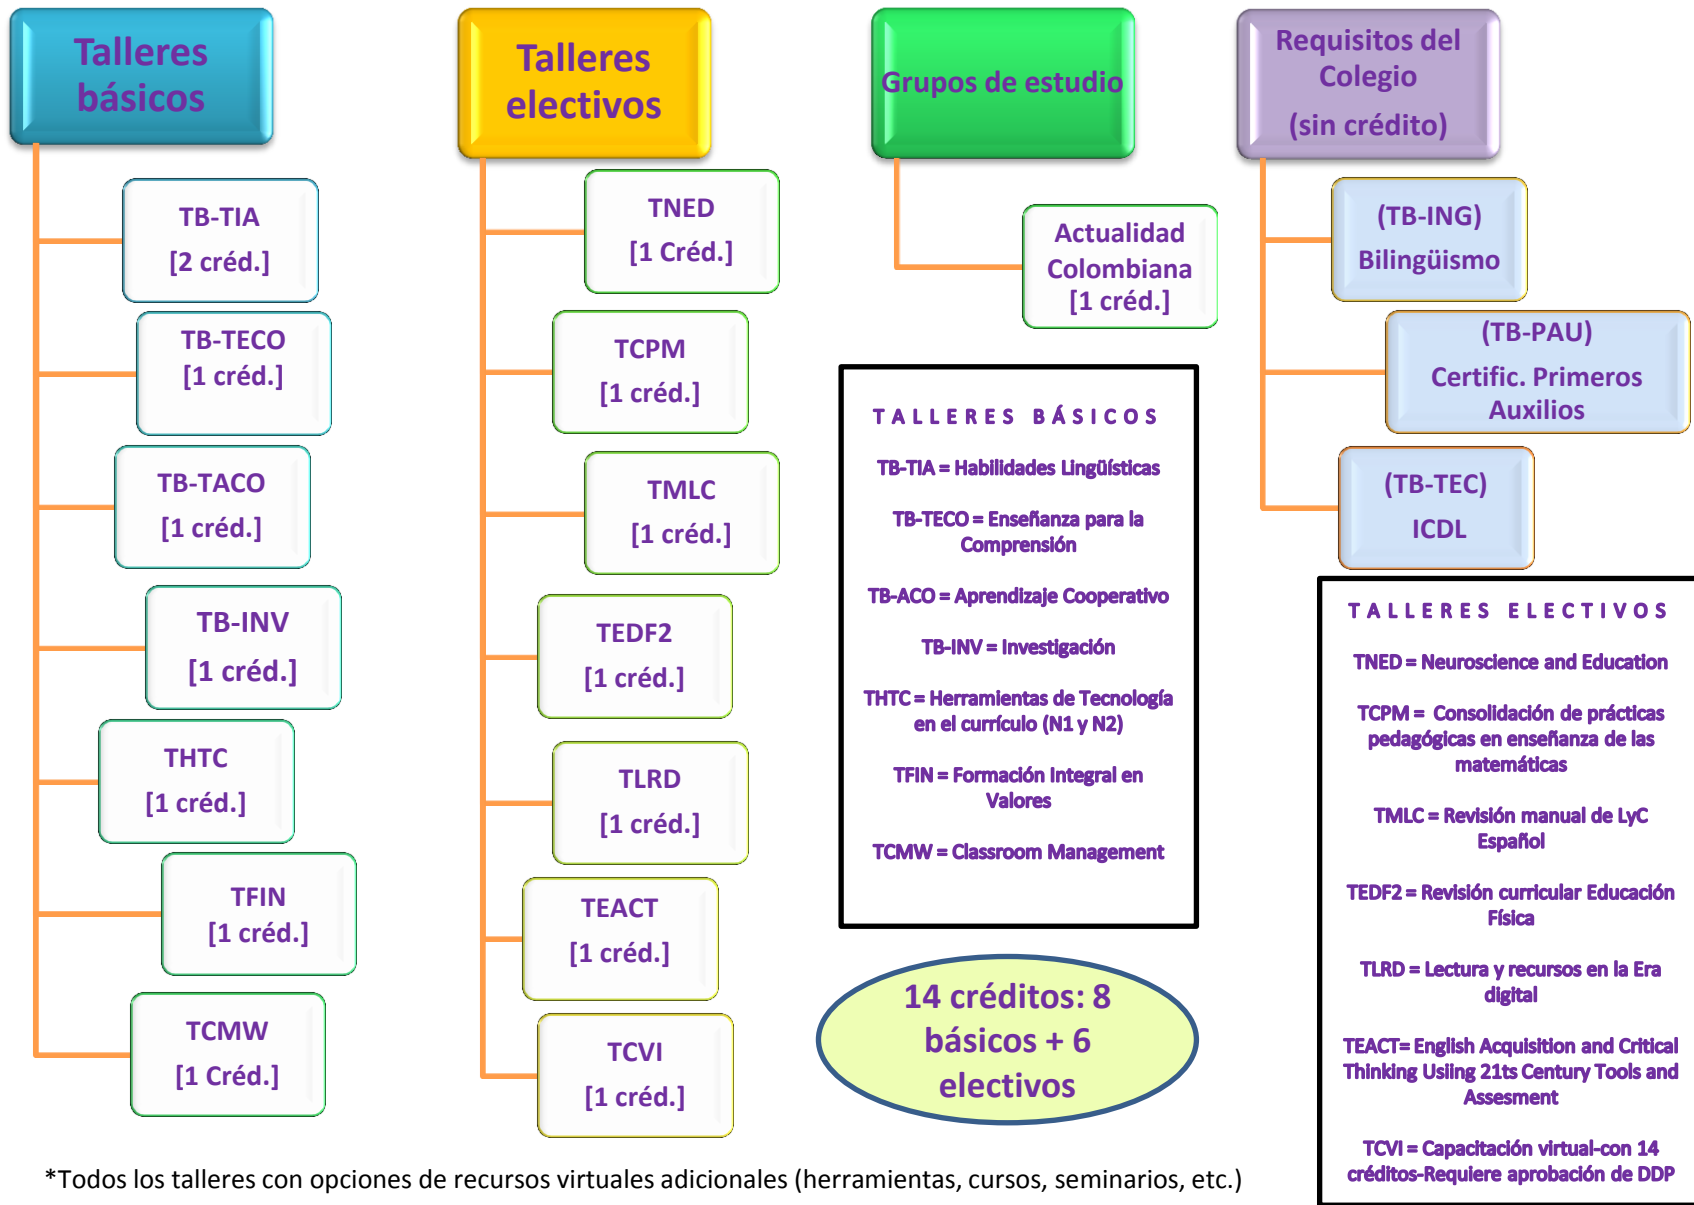 Talleres
básicos
TB-TIA
[2 créd.]
TB-TECO
[1 créd.]
TB-TACO
[1 créd.]
TB-INV
[1 créd.]
THTC
[1 créd.]
TFIN
[1 créd.]
TCMW
[1 Créd.]
Talleres
electivos
TNED
[1 Créd.]
TCPM
[1 créd.]
TMLC
[1 créd.]
TEDF2
[1 créd.]
TLRD
[1 créd.]
TEACT
[1 créd.]
TCVI
[1 créd.]
Grupos de estudio
Actualidad
Colombiana
[1 créd.]
Requisitos del
Colegio
(sin crédito)
(TB-ING)
Bilingüismo
(TB-PAU)
Certific. Primeros
Auxilios
(TB-TEC)
ICDL
TALLERES BÁSICOS
TB-TIA = Habilidades Lingüísticas
TB-TECO = Enseñanza para la
Comprensión
TB-ACO = Aprendizaje Cooperativo
TB-INV = Investigación
THTC = Herramientas de Tecnología
en el currículo (N1 y N2)
TFIN = Formación Integral en
Valores
TCMW = Classroom Management
14 créditos: 8
básicos + 6
electivos
TALLERES ELECTIVOS
TNED = Neuroscience and Education
TCPM = Consolidación de prácticas
pedagógicas en enseñanza de las
matemáticas
TMLC = Revisión manual de LyC
Español
TEDF2 = Revisión curricular Educación
Física
TLRD = Lectura y recursos en la Era
digital
TEACT= English Acquisition and Critical
Thinking Usiing 21ts Century Tools and
Assesment
TCVI = Capacitación virtual-con 14
créditos-Requiere aprobación de DDP
*Todos los talleres con opciones de recursos virtuales adicionales (herramientas, cursos, seminarios, etc.)